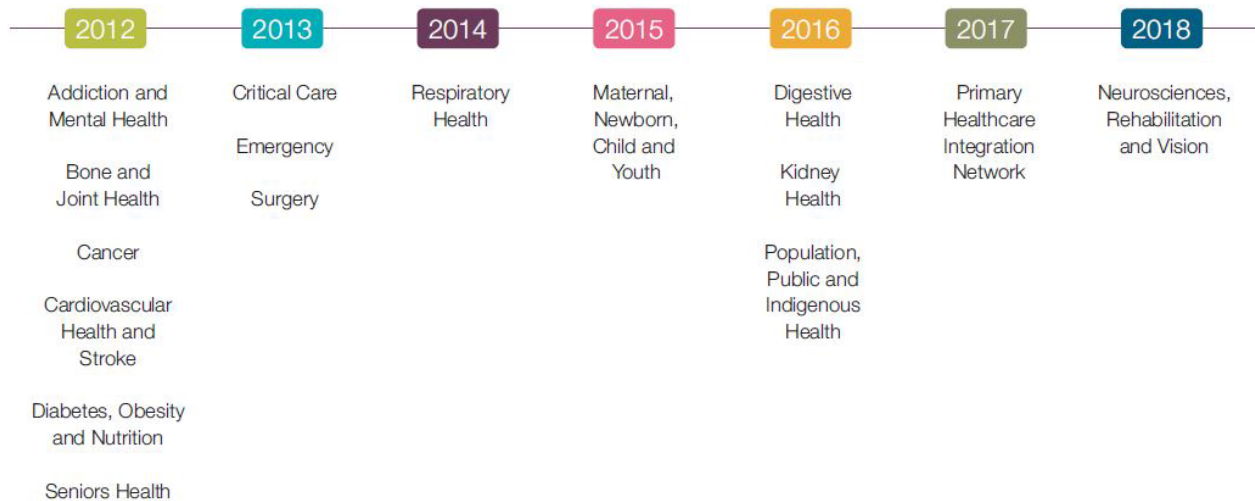 2012
Addiction and
Mental Health
Bone and
Joint Health
Cancer
Cardiovascular
Health and
Stroke
Diabetes, Obesity
and Nutrition
Seniors Health
2013
Critical Care
Emergency
Surgery
2014
Respiratory
Health
2015
Maternal,
Newborn,
Child and
Youth
2016
Digestive
Health
Kidney
Health
Population,
Public and
Indigenous
Health
2017
Primary
Healthcare
Integration
Network
2018
Neurosciences,
Rehabilitation
and Vision